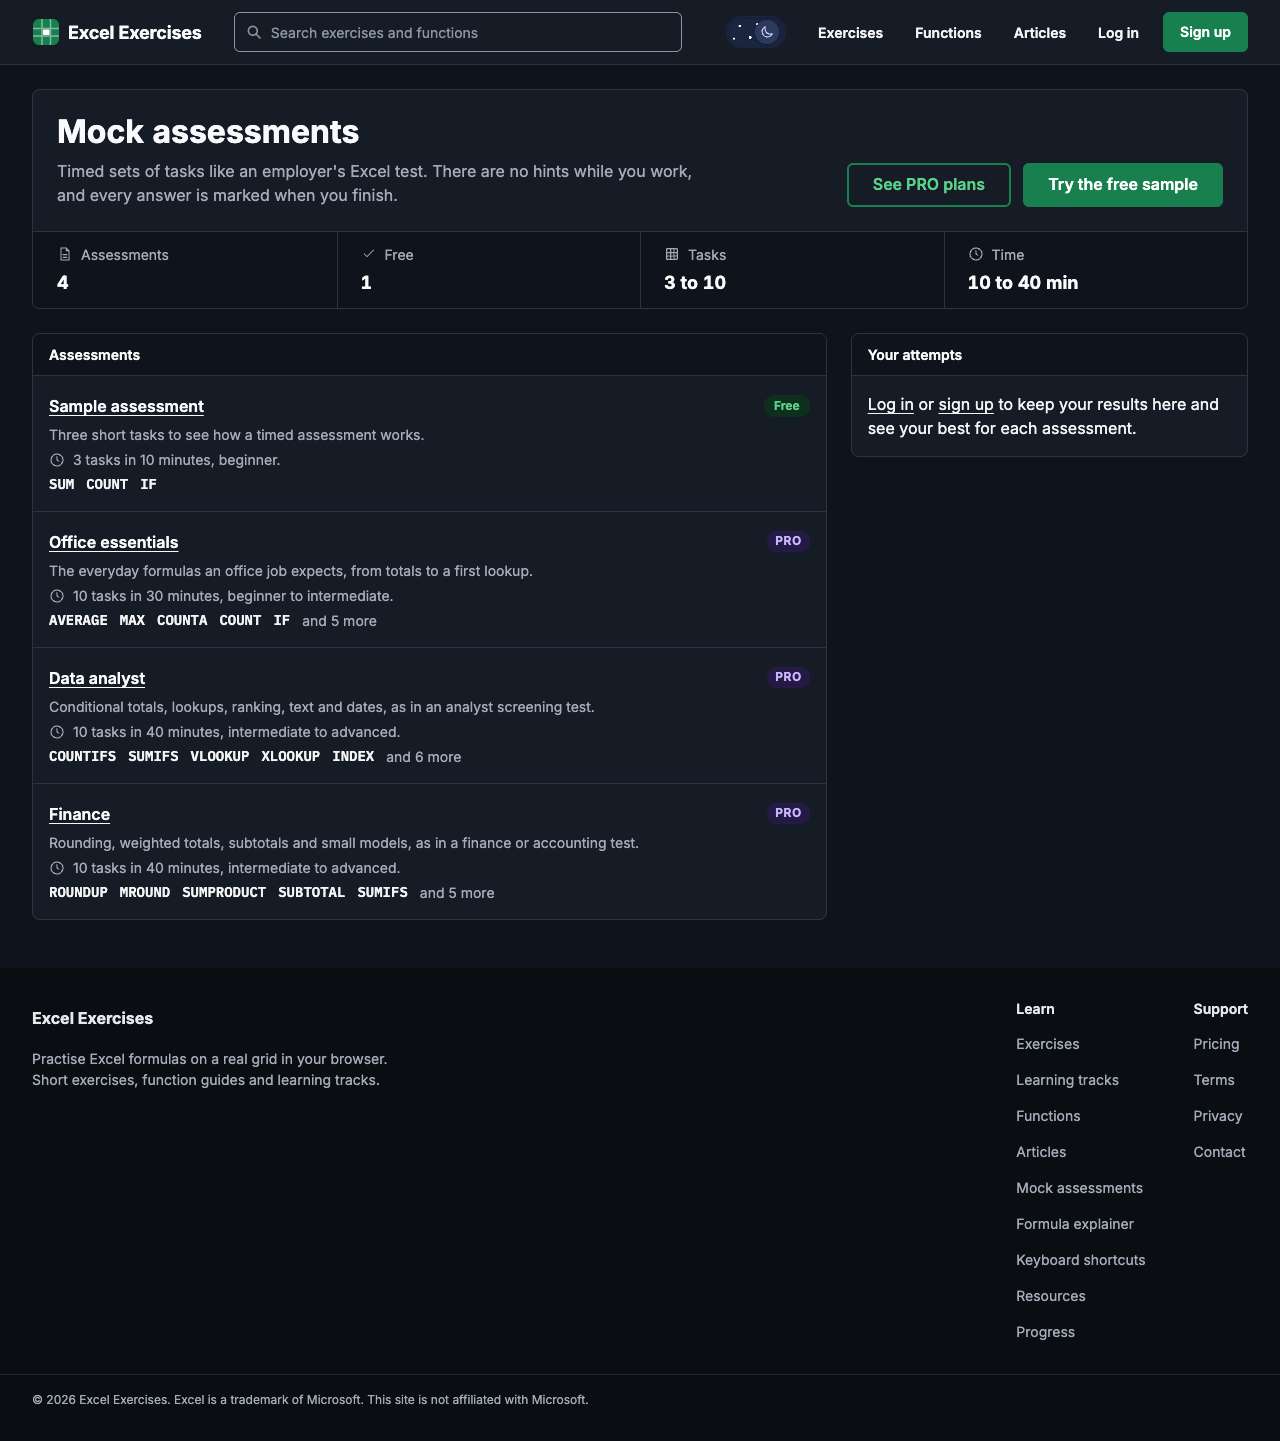 Excel Exercises
Search exercises and functions
Exercises
Functions
Articles
Log in
Sign up
Mock assessments
Timed sets of tasks like an employer's Excel test. There are no hints while you work,
and every answer is marked when you finish.
See PRO plans
Try the free sample
Assessments
4
Free
1
Tasks
3 to 10
Time
10 to 40 min
Assessments
Sample assessment
Free
Three short tasks to see how a timed assessment works.
3 tasks in 10 minutes, beginner.
SUM COUNT IF
Office essentials
PRO
The everyday formulas an office job expects, from totals to a first lookup.
10 tasks in 30 minutes, beginner to intermediate.
AVERAGE MAX COUNTA COUNT IF and 5 more
Data analyst
PRO
Conditional totals, lookups, ranking, text and dates, as in an analyst screening test.
10 tasks in 40 minutes, intermediate to advanced.
COUNTIFS SUMIFS VLOOKUP XLOOKUP INDEX and 6 more
Finance
PRO
Rounding, weighted totals, subtotals and small models, as in a finance or accounting test.
10 tasks in 40 minutes, intermediate to advanced.
ROUNDUP MROUND SUMPRODUCT SUBTOTAL SUMIFS and 5 more
Your attempts
Log in or sign up to keep your results here and
see your best for each assessment.
Excel Exercises
Practise Excel formulas on a real grid in your browser.
Short exercises, function guides and learning tracks.
Learn
Exercises
Learning tracks
Functions
Articles
Mock assessments
Formula explainer
Keyboard shortcuts
Resources
Progress
Support
Pricing
Terms
Privacy
Contact
© 2026 Excel Exercises. Excel is a trademark of Microsoft. This site is not affiliated with Microsoft.